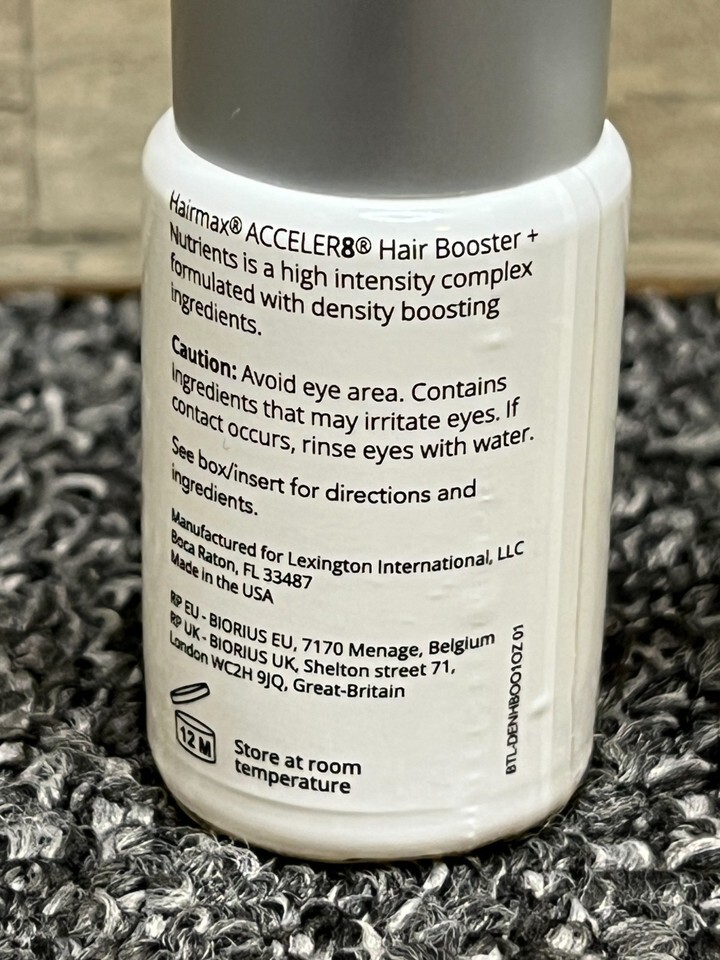 Hairmax® ACCELER8® Hair Booster +
Nutrients is a high intensity complex
formulated with density boosting
ingredients.
Caution: Avoid eye area. Contains
ingredients that may irritate eyes. If
contact occurs, rinse eyes with water.
See box/insert for directions and
ingredients.
Manufactured for Lexington International, LLC
Boca Raton, FL 33487
Made in the USA
RP EU - BIORIUS EU, 7170 Menage, Belgium
RP UK - BIORIUS UK, Shelton street 71,
London WC2H 9JQ, Great-Britain
12 M
Store at room
temperature
BTL-DENHBOO1OZ 01